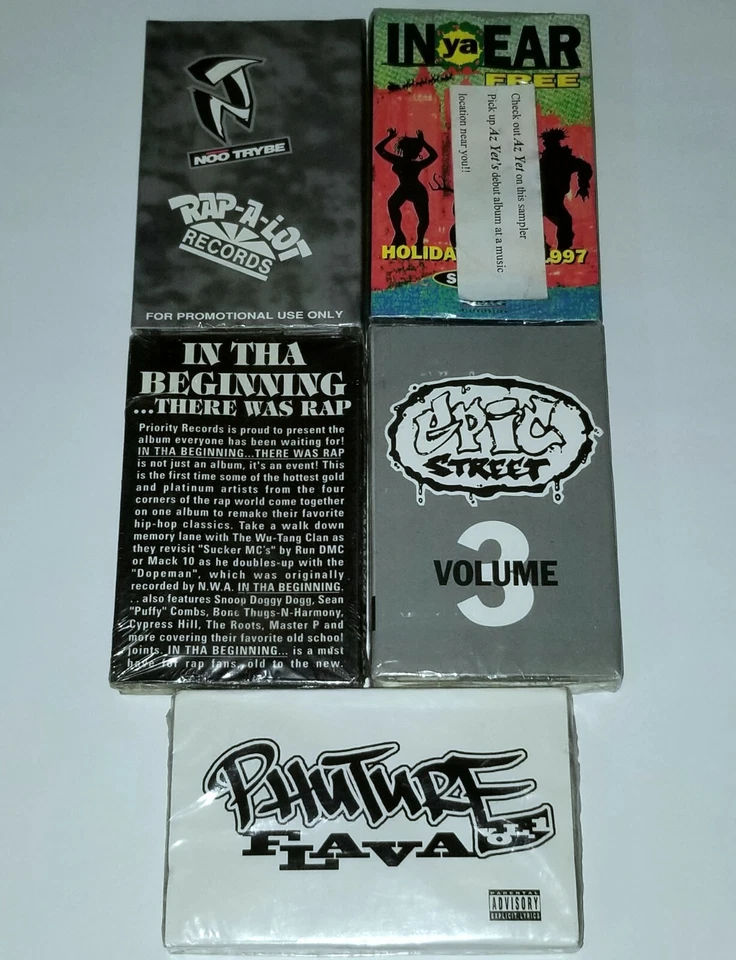 NOO TRYBE
RAP-A-LOT
RECORDS
FOR PROMOTIONAL USE ONLY
IN ya EAR
FREE
Check out Az Yet on this sampler
Pick up Az Yet's debut album at a music
location near you!!
HOLIDA
1997
IN THA
BEGINNING
...THERE WAS RAP
Priority Records is proud to present the
album everyone has been waiting for!
IN THA BEGINNING...THERE WAS RAP
is not just an album, it's an event! This
is the first time some of the hottest gold
and platinum artists from the four
corners of the rap world come together
on one album to remake their favorite
hip-hop classics. Take a walk down
memory lane with The Wu-Tang Clan as
they revisit "Sucker MC's" by Run DMC
or Mack 10 as he doubles-up with the
"Dopeman", which was originally
recorded by N.W.A. IN THA BEGINNING.
. . also features Snoop Doggy Dogg, Sean
"Puffy" Combs, Bone Thugs-N-Harmony,
Cypress Hill, The Roots, Master P and
more covering their favorite old school
joints. IN THA BEGINNING... is a must
have for rap fans, old to the new.
EPIC
STREET
3
VOLUME
PHUTURE
FLAVA
PARENTAL
ADVISORY
EXPLICIT LYRICS